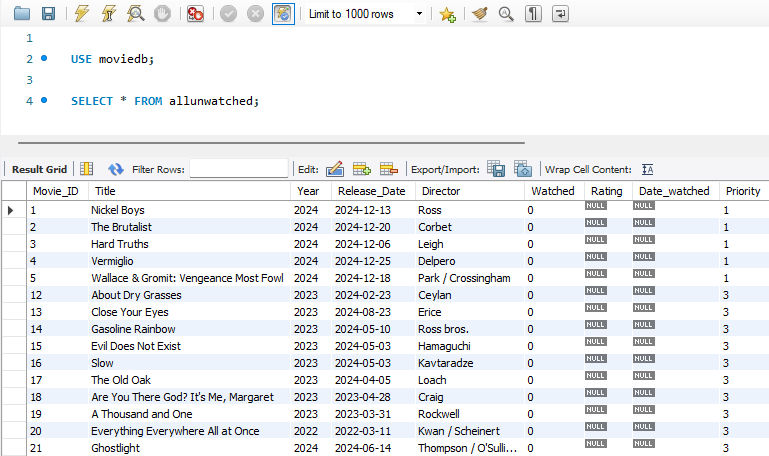 Limit to 1000 rows
1
2 USE moviedb;
3
4 SELECT * FROM allunwatched;
Result Grid Filter Rows: Edit: Export/Import: Wrap Cell Content: IA
Movie_ID Title Year Release_Date Director Watched Rating Date_watched Priority
1 Nickel Boys 2024 2024-12-13 Ross 0 NULL NULL 1
2 The Brutalist 2024 2024-12-20 Corbet 0 NULL NULL 1
3 Hard Truths 2024 2024-12-06 Leigh 0 NULL NULL 1
4 Vermiglio 2024 2024-12-25 Delpero 0 NULL NULL 1
5 Wallace & Gromit: Vengeance Most Fowl 2024 2024-12-18 Park / Crossingham 0 NULL NULL 1
12 About Dry Grasses 2023 2024-02-23 Ceylan 0 NULL NULL 3
13 Close Your Eyes 2023 2024-08-23 Erice 0 NULL NULL 3
14 Gasoline Rainbow 2023 2024-05-10 Ross bros. 0 NULL NULL 3
15 Evil Does Not Exist 2023 2024-05-03 Hamaguchi 0 NULL NULL 3
16 Slow 2023 2024-05-03 Kavtaradze 0 NULL NULL 3
17 The Old Oak 2023 2024-04-05 Loach 0 NULL NULL 3
18 Are You There God? It's Me, Margaret 2023 2023-04-28 Craig 0 NULL NULL 3
19 A Thousand and One 2023 2023-03-31 Rockwell 0 NULL NULL 3
20 Everything Everywhere All at Once 2022 2022-03-11 Kwan / Scheinert 0 NULL NULL 3
21 Ghostlight 2024 2024-06-14 Thompson / O'Sulli... 0 NULL NULL 3